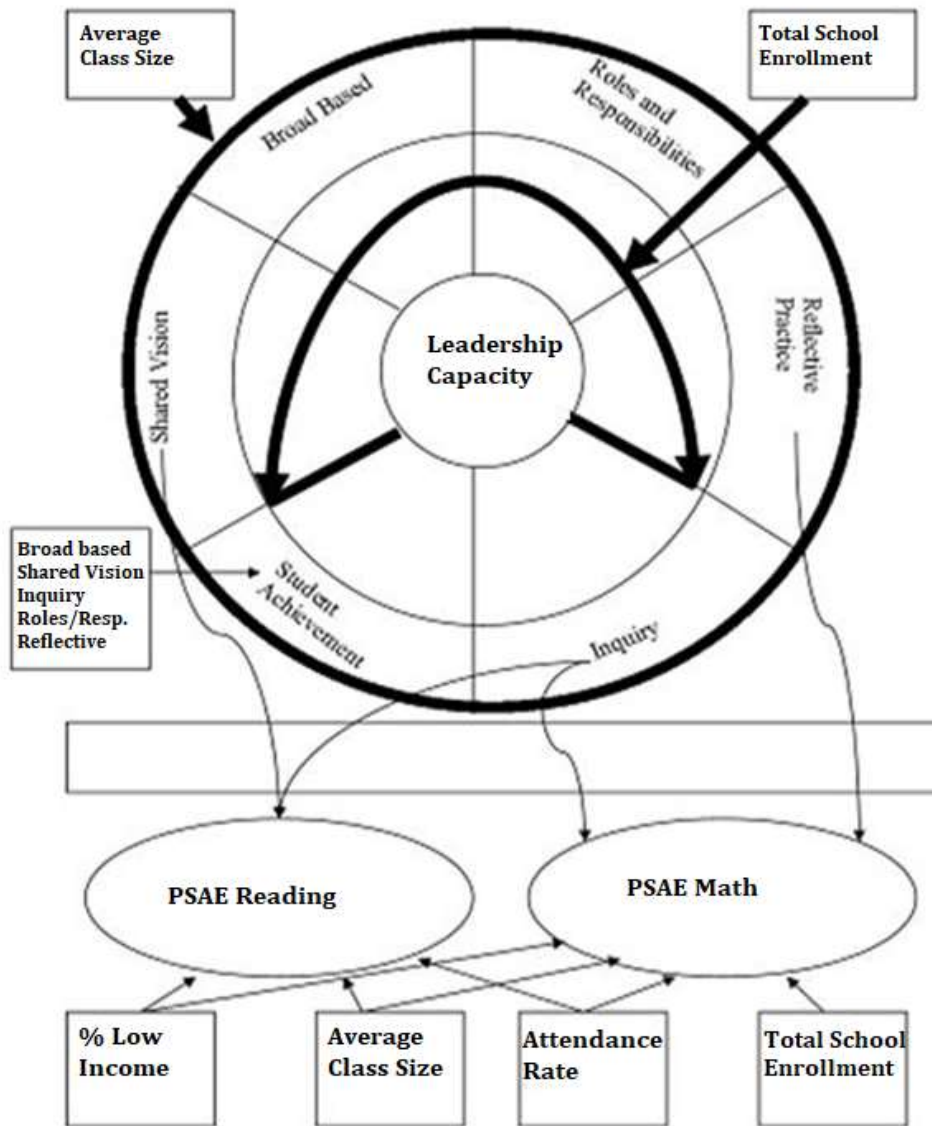 Average
Class Size
Total School
Enrollment
Broad Based
Roles and
Responsibilities
Shared Vision
Leadership
Capacity
Reflective
Practice
Broad based
Shared Vision
Inquiry
Roles/Resp.
Reflective
Student
Achievement
Inquiry
PSAE Reading
PSAE Math
% Low
Income
Average
Class Size
Attendance
Rate
Total School
Enrollment